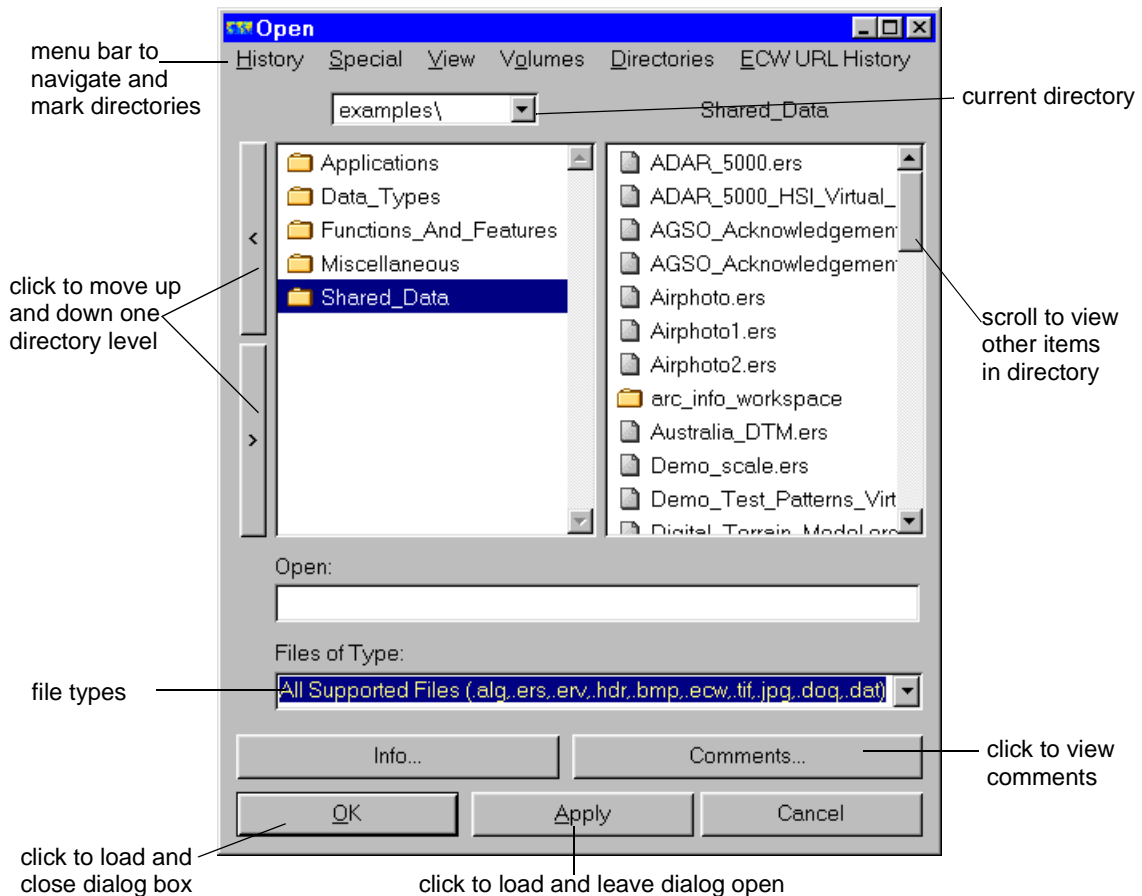 Open
menu bar to
navigate and
mark directories
History Special View Volumes Directories ECW URL History
current directory
examples\
Shared_Data
Applications
Data_Types
Functions_And_Features
Miscellaneous
Shared_Data
<
>
click to move up
and down one
directory level
ADAR_5000.ers
ADAR_5000_HSI_Virtual_
AGSO_Acknowledgemen
AGSO_Acknowledgemen
Airphoto.ers
Airphoto1.ers
Airphoto2.ers
arc_info_workspace
Australia_DTM.ers
Demo_scale.ers
Demo_Test_Patterns_Virt
Digital_Terrain_Model.ers
scroll to view
other items
in directory
Open:
Files of Type:
file types
All Supported Files (.alg,.ers,.erv,.hdr,.bmp,.ecw,.tif,.jpg,.doq,.dat)
Info...
Comments...
click to view
comments
OK
Apply
Cancel
click to load and
close dialog box
click to load and leave dialog open